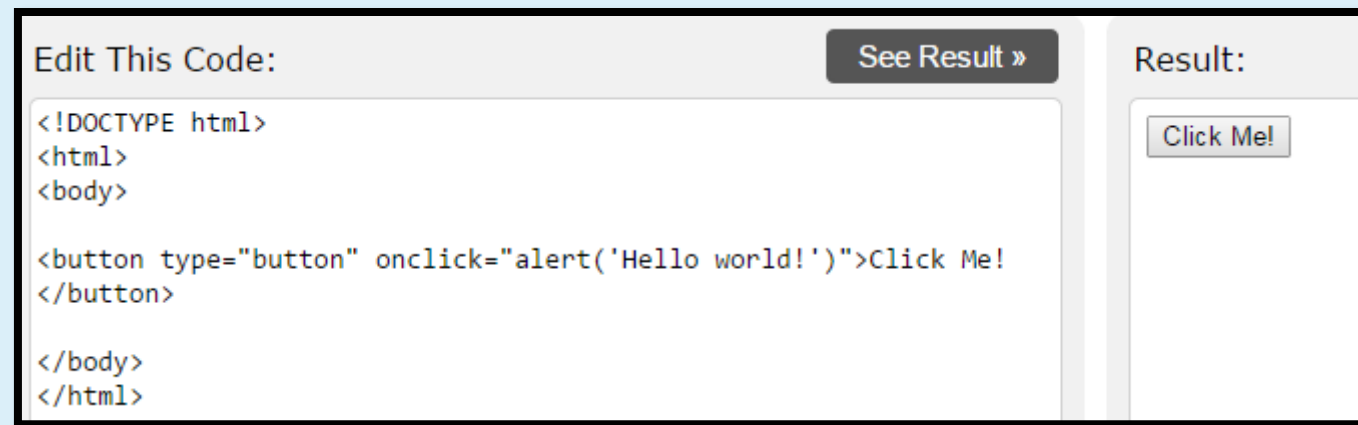 Edit This Code:
See Result »
<!DOCTYPE html>
<html>
<body>
<button type="button" onclick="alert('Hello world!')">Click Me!
</button>
</body>
</html>
Result:
Click Me!